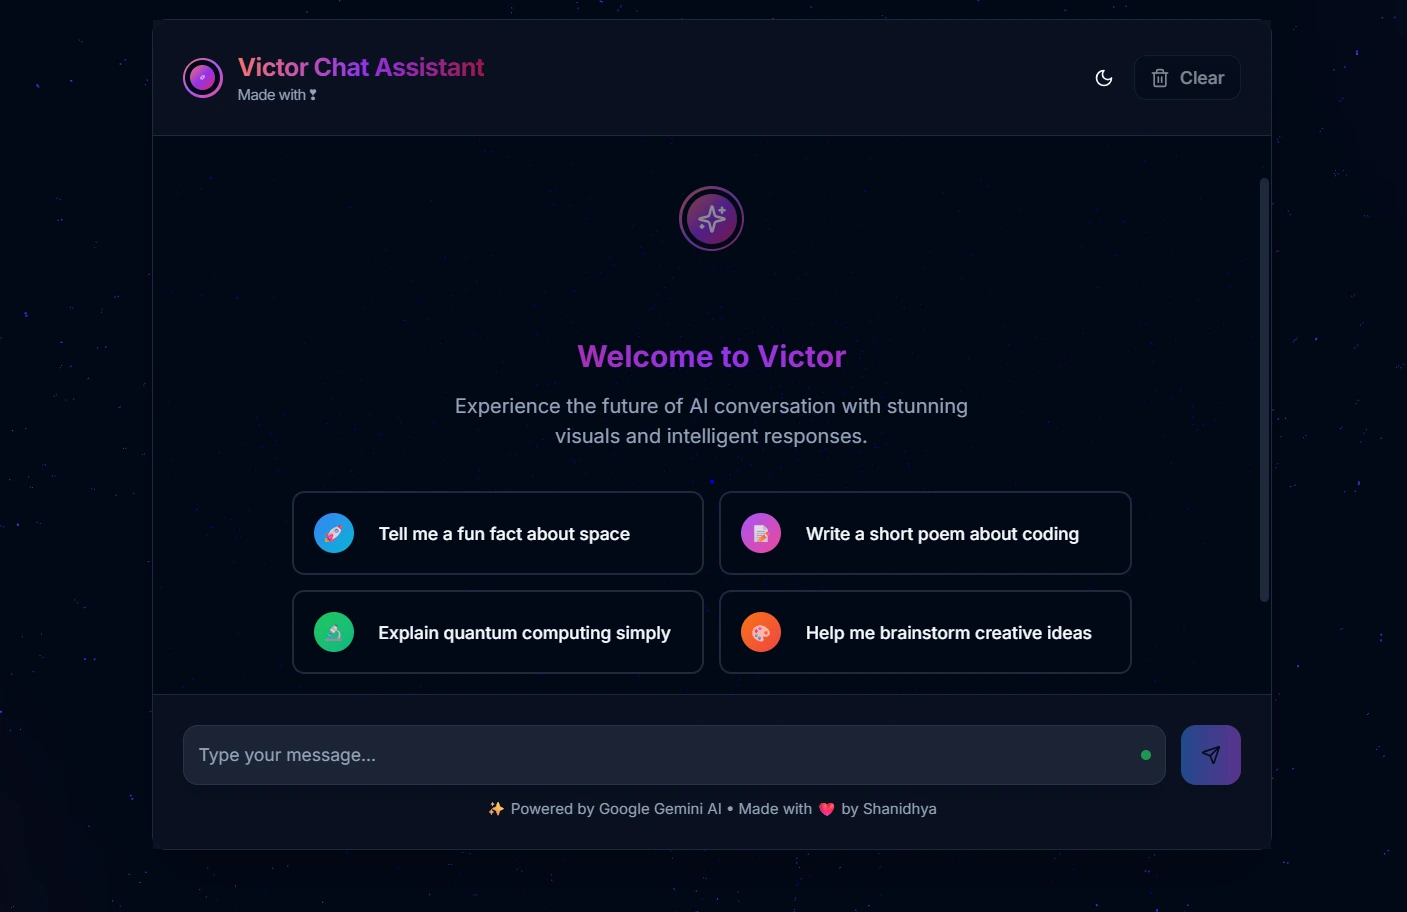 Victor Chat Assistant
Made with ❣
Clear
Welcome to Victor
Experience the future of AI conversation with stunning
visuals and intelligent responses.
🚀 Tell me a fun fact about space
📝 Write a short poem about coding
🔬 Explain quantum computing simply
🎨 Help me brainstorm creative ideas
Type your message...
✨ Powered by Google Gemini AI • Made with 💖 by Shanidhya